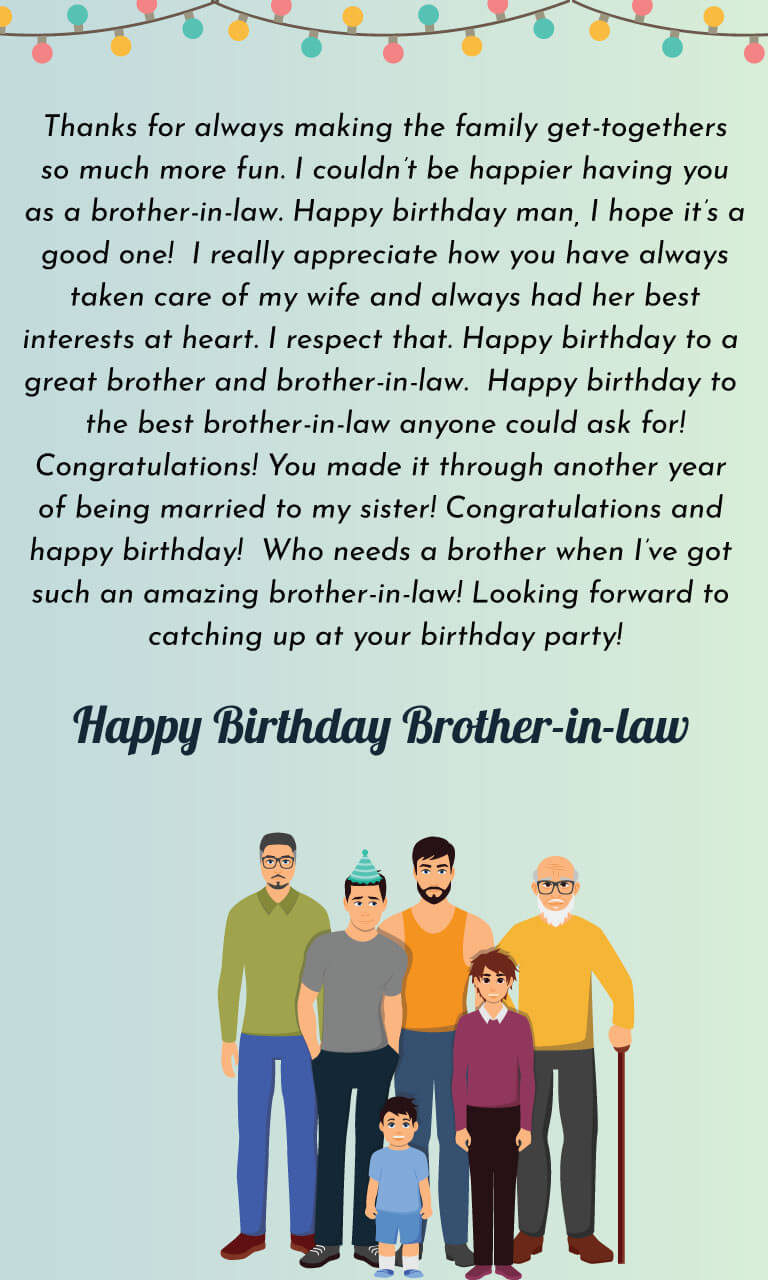 Thanks for always making the family get-togethers
so much more fun. I couldn't be happier having you
as a brother-in-law. Happy birthday man, I hope it's a
good one!  I really appreciate how you have always
taken care of my wife and always had her best
interests at heart. I respect that. Happy birthday to a
great brother and brother-in-law.  Happy birthday to
the best brother-in-law anyone could ask for!
Congratulations! You made it through another year
of being married to my sister! Congratulations and
happy birthday!  Who needs a brother when I've got
such an amazing brother-in-law! Looking forward to
catching up at your birthday party!
Happy Birthday Brother-in-law